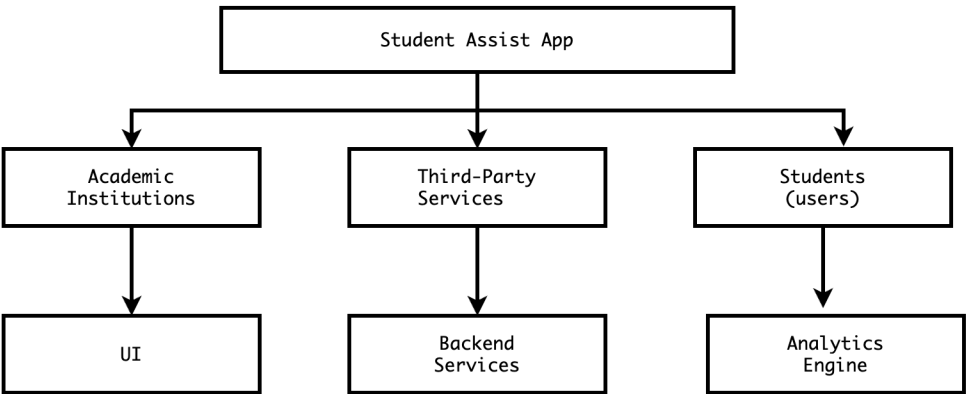 Student Assist App
Academic
Institutions
Third-Party
Services
Students
(users)
UI
Backend
Services
Analytics
Engine